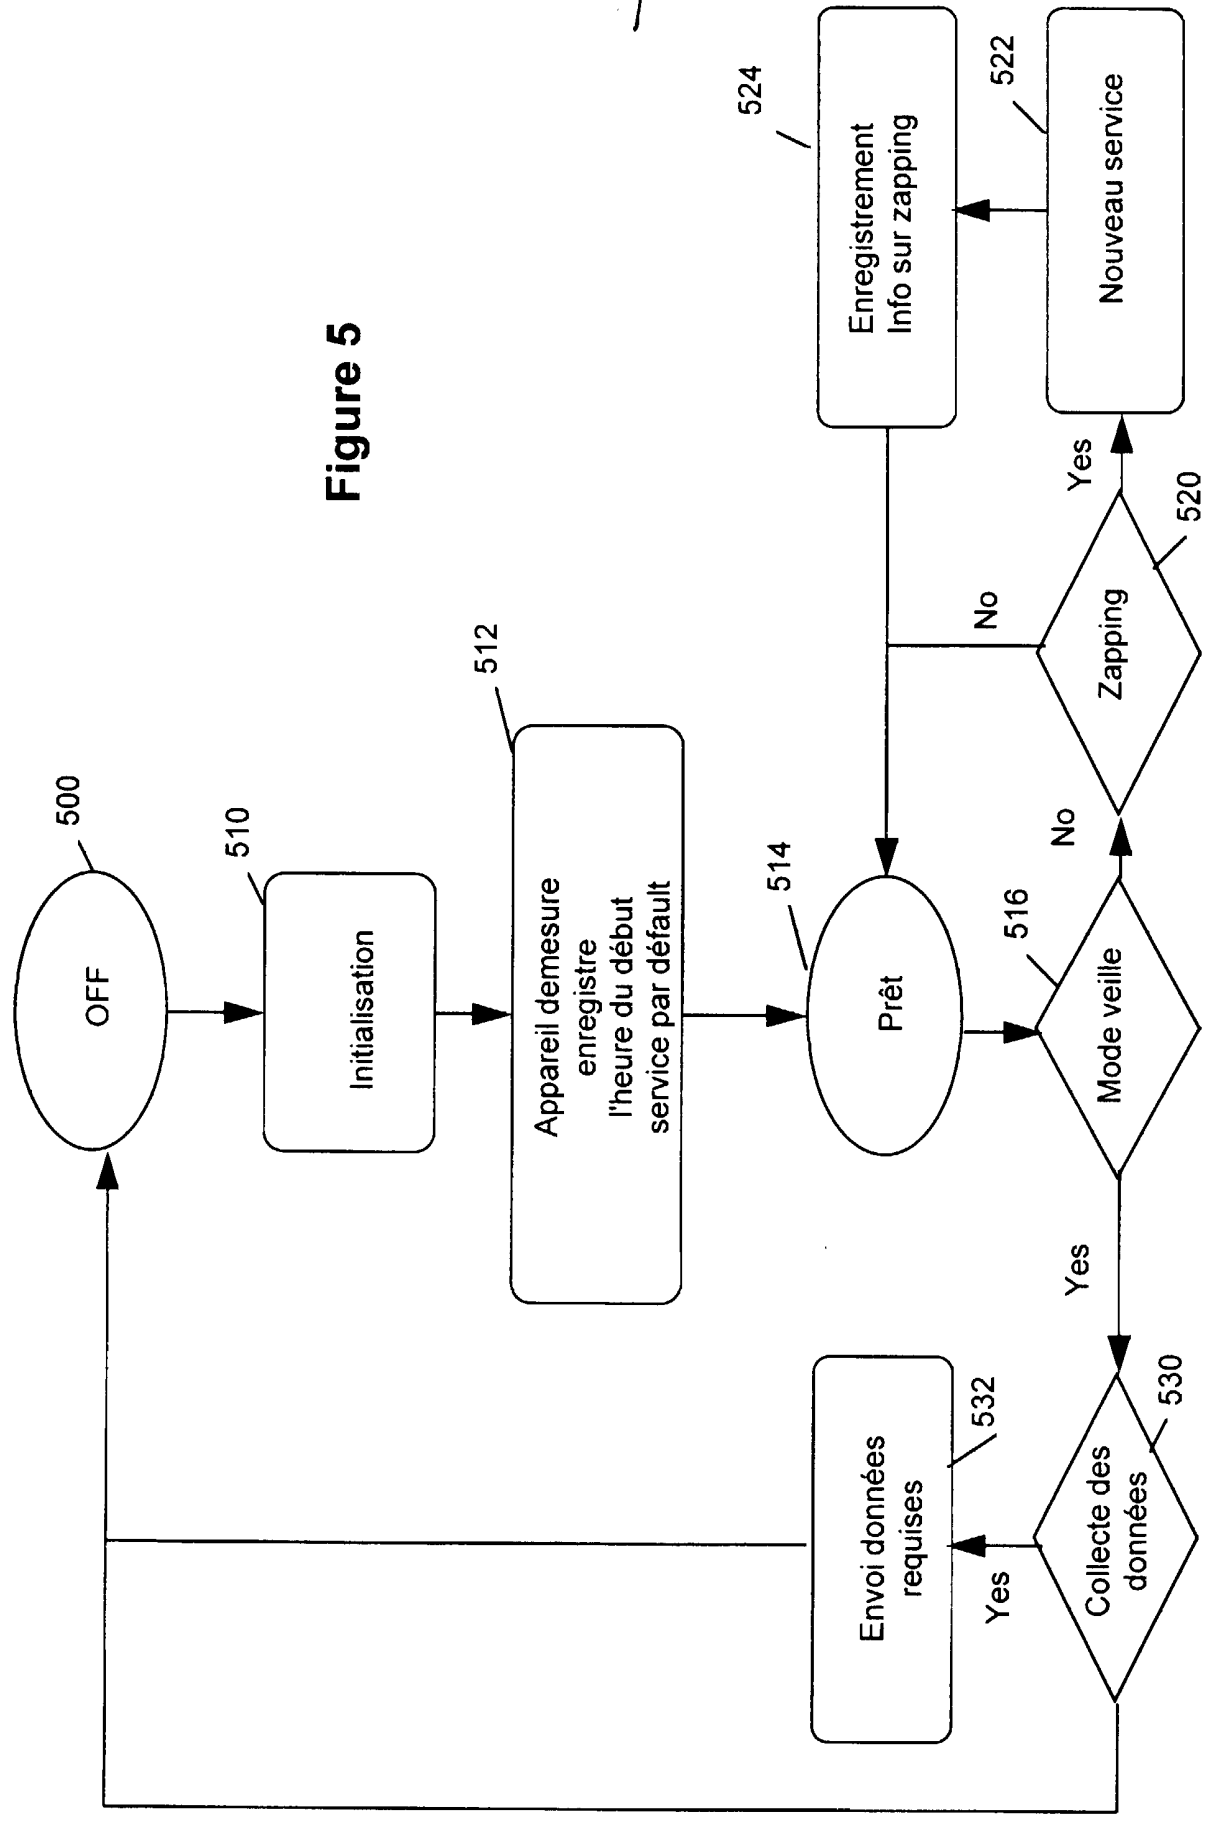 OFF
500
Initialisation
510
Appareil demesure
enregistre
l'heure du début
service par défault
512
Prêt
514
Mode veille
516
No
Zapping
520
No
Yes
Nouveau service
522
Enregistrement
Info sur zapping
524
Yes
Collecte des
données
530
Yes
Envoi données
requises
532
Figure 5